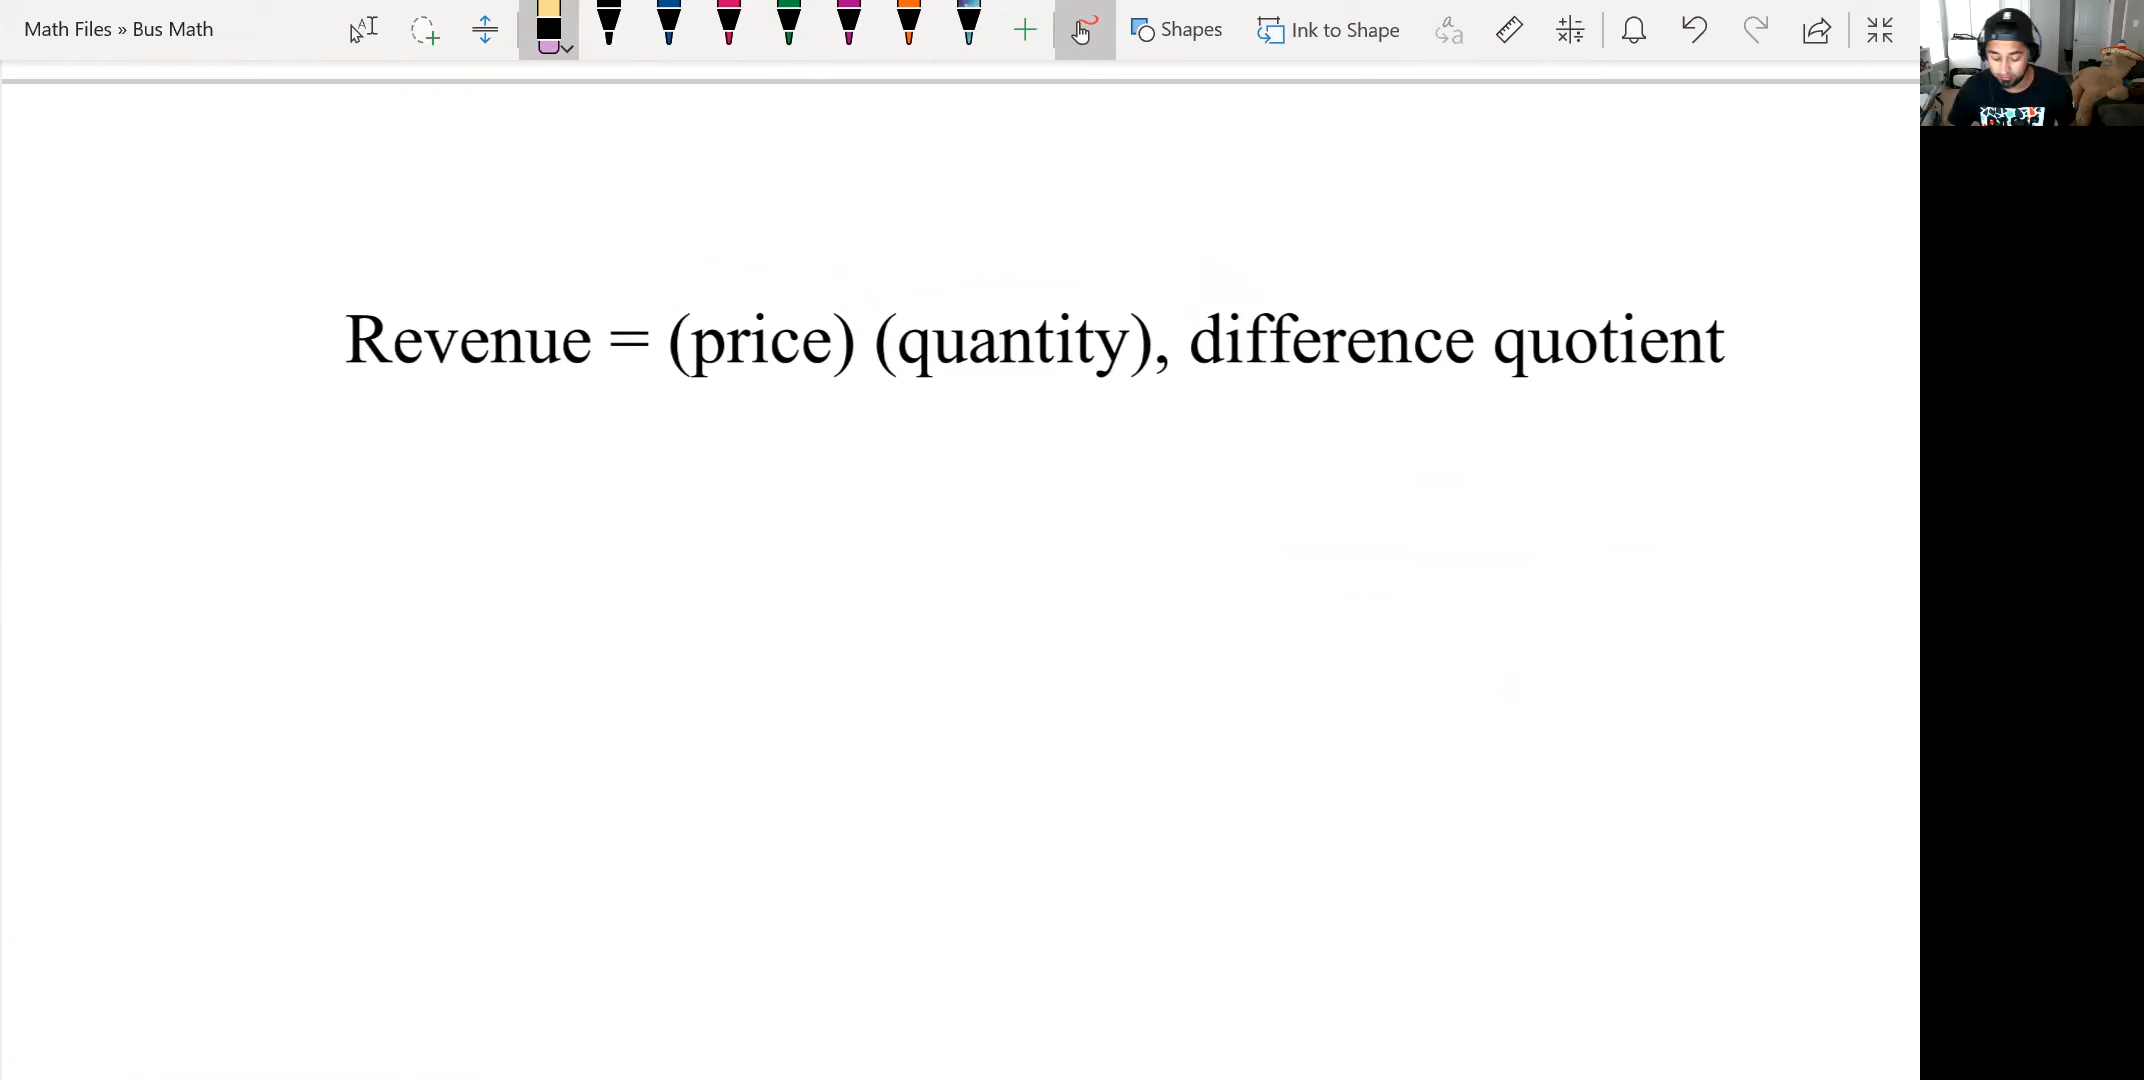 Math Files » Bus Math
Shapes
Ink to Shape
Revenue = (price) (quantity), difference quotient